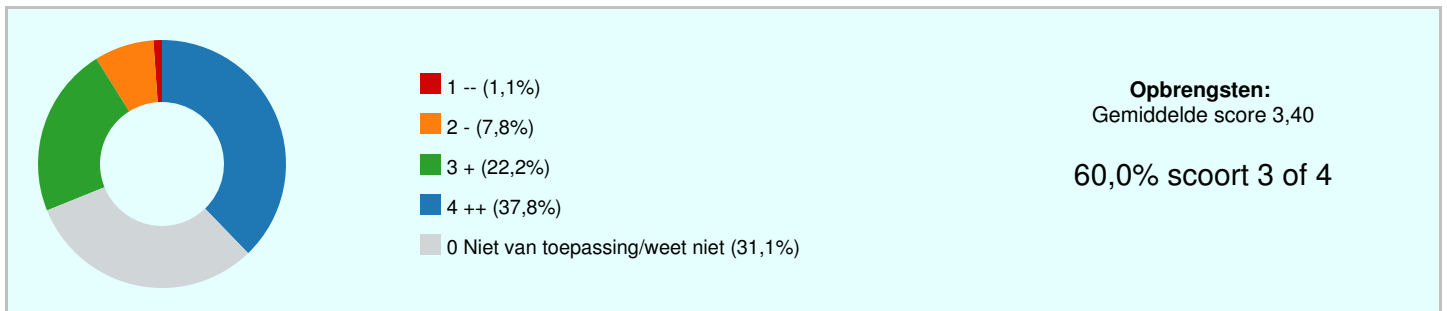 1 -- (1,1%)
2 - (7,8%)
3 + (22,2%)
4 ++ (37,8%)
0 Niet van toepassing/weet niet (31,1%)
Opbrengsten:
Gemiddelde score 3,40
60,0% scoort 3 of 4